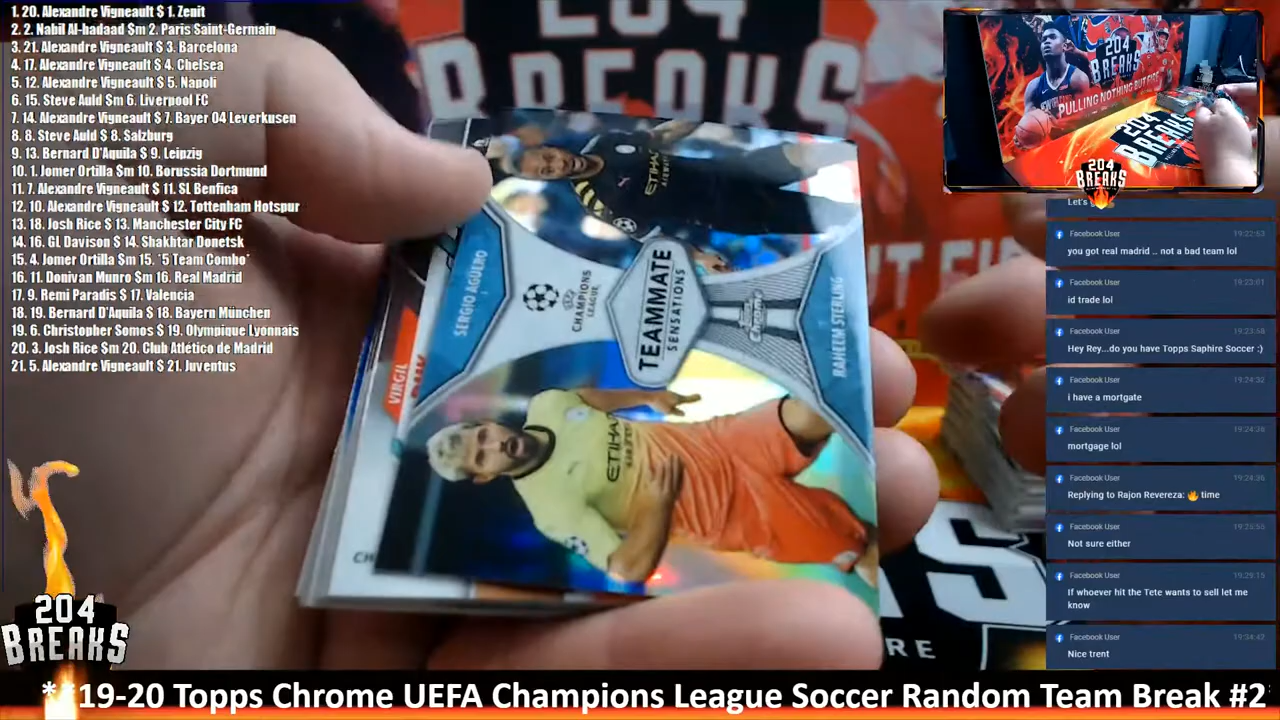 1. 20. Alexandre Vigneault $ 1. Zenit
2. 2. Nabil Al-hadaad $m 2. Paris Saint-Germain
3. 21. Alexandre Vigneault $ 3. Barcelona
4. 17. Alexandre Vigneault $ 4. Chelsea
5. 12. Alexandre Vigneault $ 5. Napoli
6. 15. Steve Auld $m 6. Liverpool FC
7. 14. Alexandre Vigneault $ 7. Bayer 04 Leverkusen
8. 8. Steve Auld $ 8. Salzburg
9. 13. Bernard D'Aquila $ 9. Leipzig
10. 1. Jomer Ortilla $m 10. Borussia Dortmund
11. 7. Alexandre Vigneault $ 11. SL Benfica
12. 10. Alexandre Vigneault $ 12. Tottenham Hotspur
13. 18. Josh Rice $ 13. Manchester City FC
14. 16. GL Davison $ 14. Shakhtar Donetsk
15. 4. Jomer Ortilla $m 15. *5 Team Combo*
16. 11. Donivan Munro $m 16. Real Madrid
17. 9. Remi Paradis $ 17. Valencia
18. 19. Bernard D'Aquila $ 18. Bayern München
19. 6. Christopher Somos $ 19. Olympique Lyonnais
20. 3. Josh Rice $m 20. Club Atlético de Madrid
21. 5. Alexandre Vigneault $ 21. Juventus
BREAKS
SERGIO AGÜERO
CHAMPIONS
LEAGUE
TEAMMATE
SENSATIONS
Chrome
RAHEEM STERLING
ETIHAD
AIRWAYS
VIRGIL
ETIHAD
CH
204
BREAKS
PULLING NOTHING BUT FIRE
204
BREAKS
204
BREAKS
Let's
Facebook User 19:22:53
you got real madrid .. not a bad team lol
Facebook User 19:23:01
id trade lol
Facebook User 19:23:58
Hey Rey...do you have Topps Saphire Soccer :)
Facebook User 19:24:32
i have a mortgate
Facebook User 19:24:36
mortgage lol
Facebook User 19:24:36
Replying to Rajon Revereza: 🔥 time
Facebook User 19:25:55
Not sure either
Facebook User 19:29:15
If whoever hit the Tete wants to sell let me
know
Facebook User 19:34:42
Nice trent
204
BREAKS
**19-20 Topps Chrome UEFA Champions League Soccer Random Team Break #2